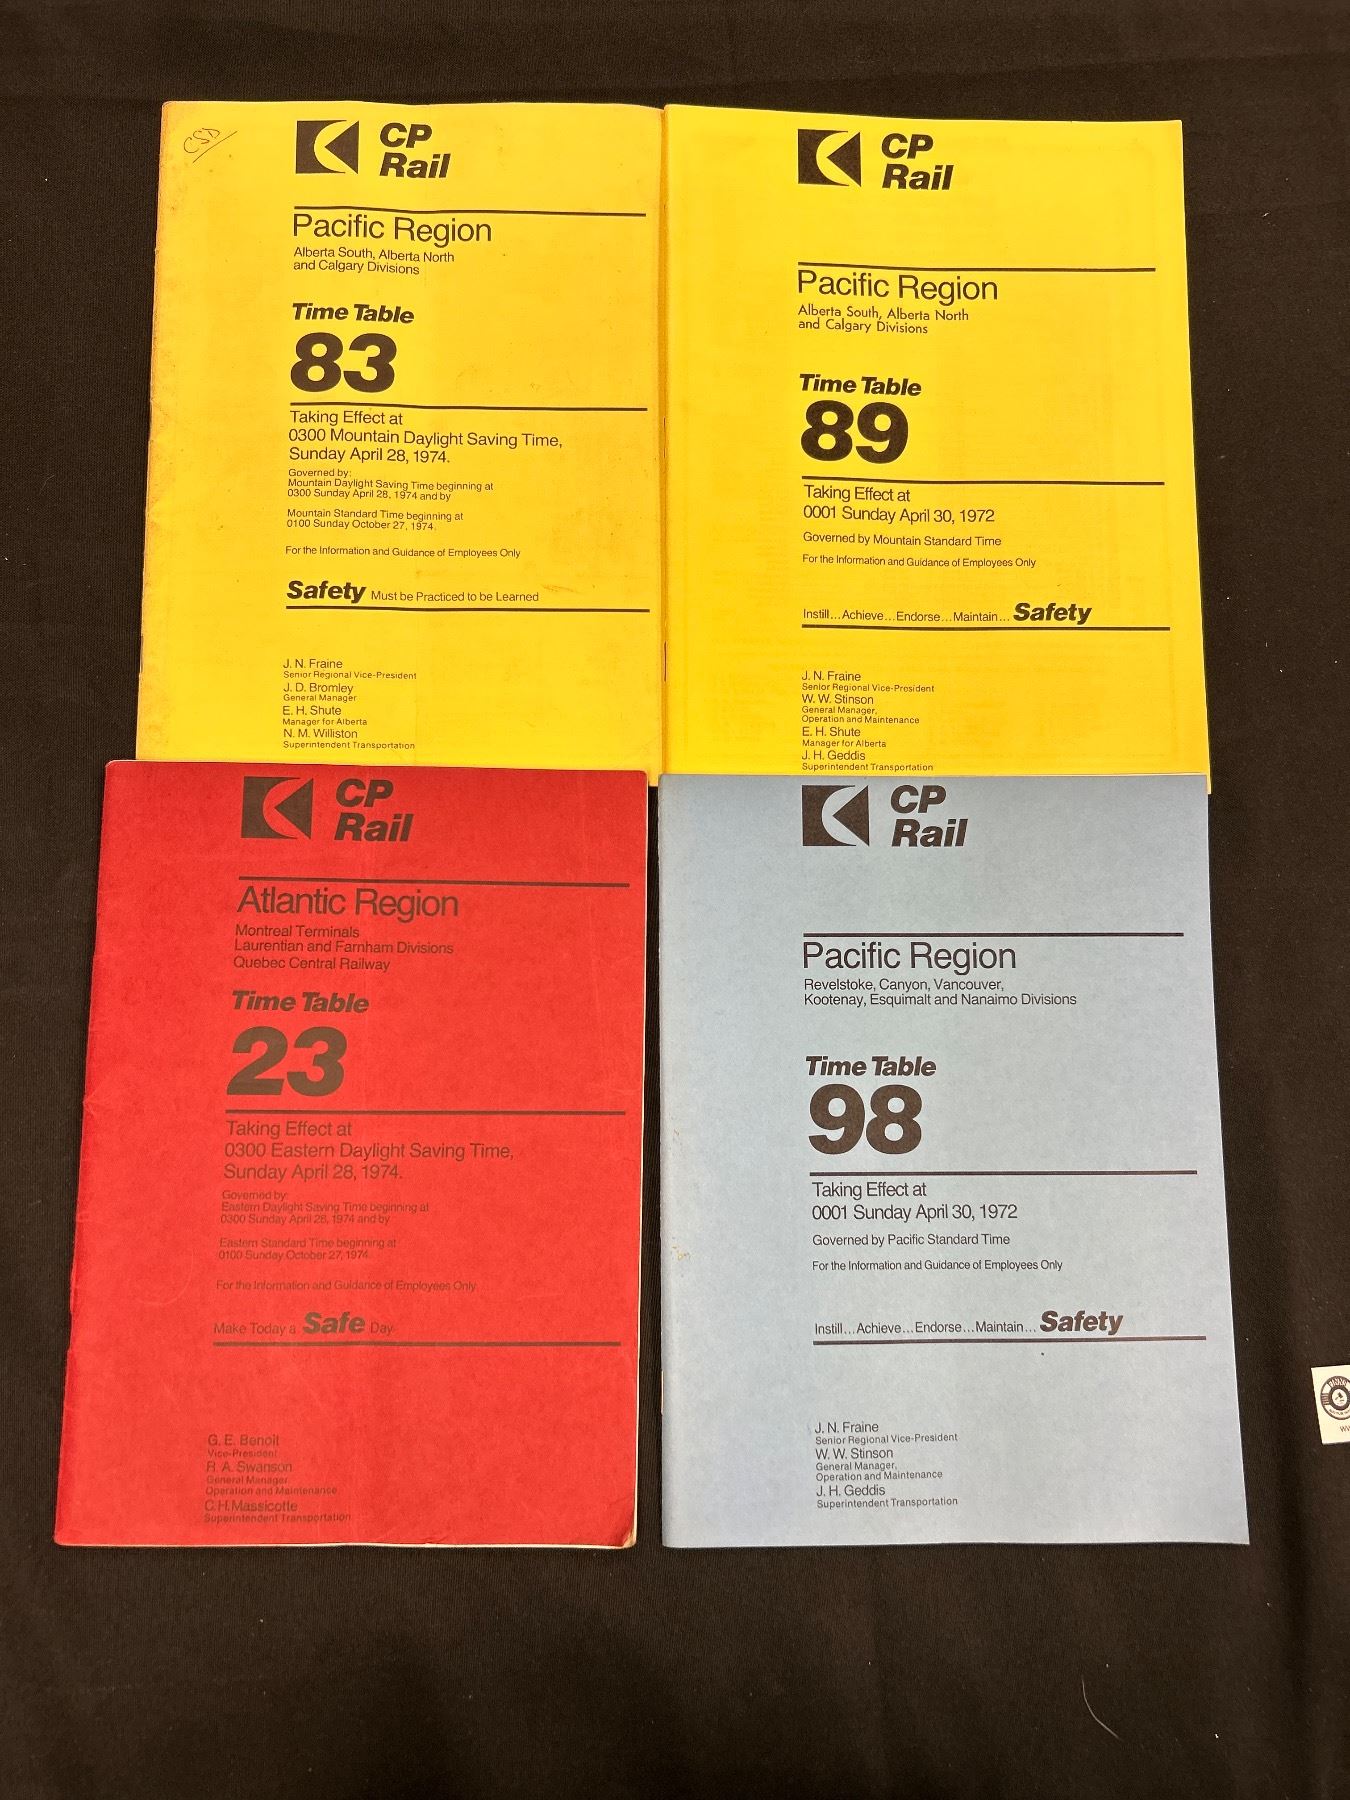 CSD
CP
Rail
Pacific Region
Alberta South, Alberta North
and Calgary Divisions
Time Table
83
Taking Effect at
0300 Mountain Daylight Saving Time,
Sunday April 28, 1974.
Governed by:
Mountain Daylight Saving Time beginning at
0300 Sunday April 28, 1974 and by
Mountain Standard Time beginning at
0100 Sunday October 27, 1974.
For the Information and Guidance of Employees Only
Safety Must be Practiced to be Learned
J. N. Fraine
Senior Regional Vice-President
J. D. Bromley
General Manager
E. H. Shute
Manager for Alberta
N. M. Williston
Superintendent Transportation
CP
Rail
Pacific Region
Alberta South, Alberta North
and Calgary Divisions
Time Table
89
Taking Effect at
0001 Sunday April 30, 1972
Governed by Mountain Standard Time
For the Information and Guidance of Employees Only
Instill...Achieve...Endorse...Maintain...Safety
J. N. Fraine
Senior Regional Vice-President
W. W. Stinson
General Manager,
Operation and Maintenance
E. H. Shute
Manager for Alberta
J. H. Geddis
Superintendent Transportation
CP
Rail
Atlantic Region
Montreal Terminals
Laurentian and Farnham Divisions
Quebec Central Railway
Time Table
23
Taking Effect at
0300 Eastern Daylight Saving Time,
Sunday April 28, 1974.
Governed by:
Eastern Daylight Saving Time beginning at
0300 Sunday April 28, 1974 and by
Eastern Standard Time beginning at
0100 Sunday October 27, 1974.
For the Information and Guidance of Employees Only
Make Today a Safe Day
G. E. Benoit
Vice-President
R. A. Swanson
General Manager
Operation and Maintenance
C. H. Massicotte
Superintendent Transportation
CP
Rail
Pacific Region
Revelstoke, Canyon, Vancouver,
Kootenay, Esquimalt and Nanaimo Divisions
Time Table
98
Taking Effect at
0001 Sunday April 30, 1972
Governed by Pacific Standard Time
For the Information and Guidance of Employees Only
Instill...Achieve...Endorse...Maintain...Safety
J. N. Fraine
Senior Regional Vice-President
W. W. Stinson
General Manager,
Operation and Maintenance
J. H. Geddis
Superintendent Transportation